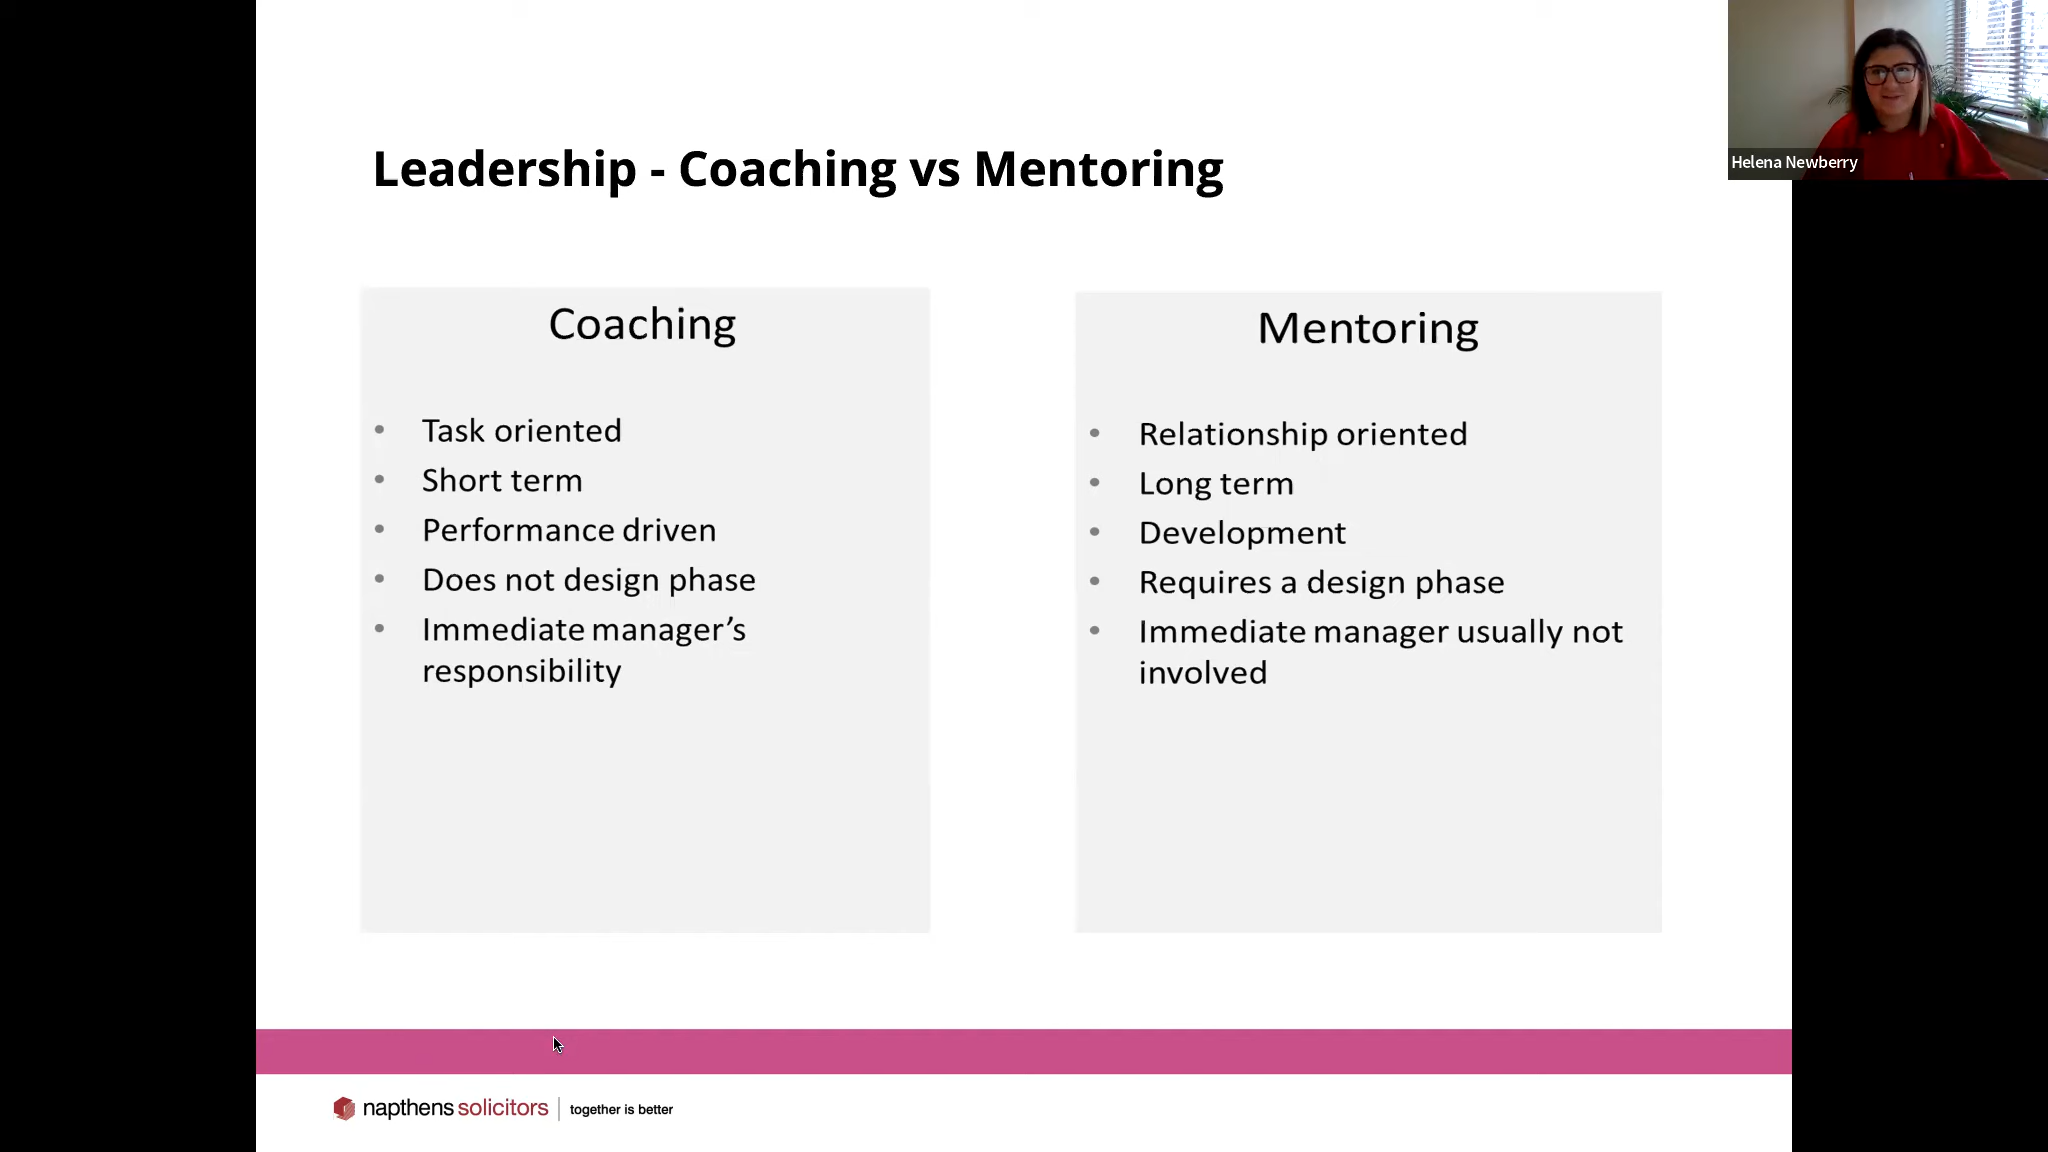 Leadership - Coaching vs Mentoring
Helena Newberry
Coaching
• Task oriented
• Short term
• Performance driven
• Does not design phase
• Immediate manager’s
responsibility
Mentoring
• Relationship oriented
• Long term
• Development
• Requires a design phase
• Immediate manager usually not
involved
napthens solicitors | together is better